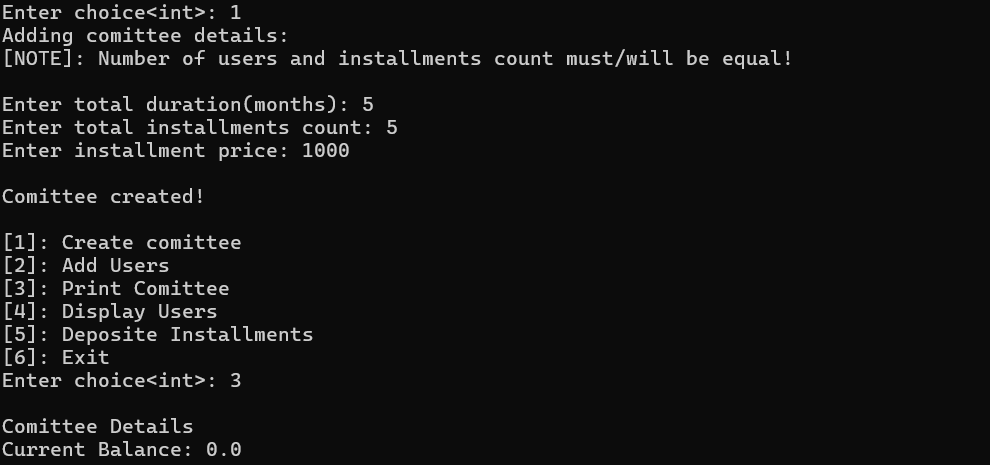 Enter choice<int>: 1
Adding comittee details:
[NOTE]: Number of users and installments count must/will be equal!
Enter total duration(months): 5
Enter total installments count: 5
Enter installment price: 1000
Comittee created!
[1]: Create comittee
[2]: Add Users
[3]: Print Comittee
[4]: Display Users
[5]: Deposite Installments
[6]: Exit
Enter choice<int>: 3
Comittee Details
Current Balance: 0.0